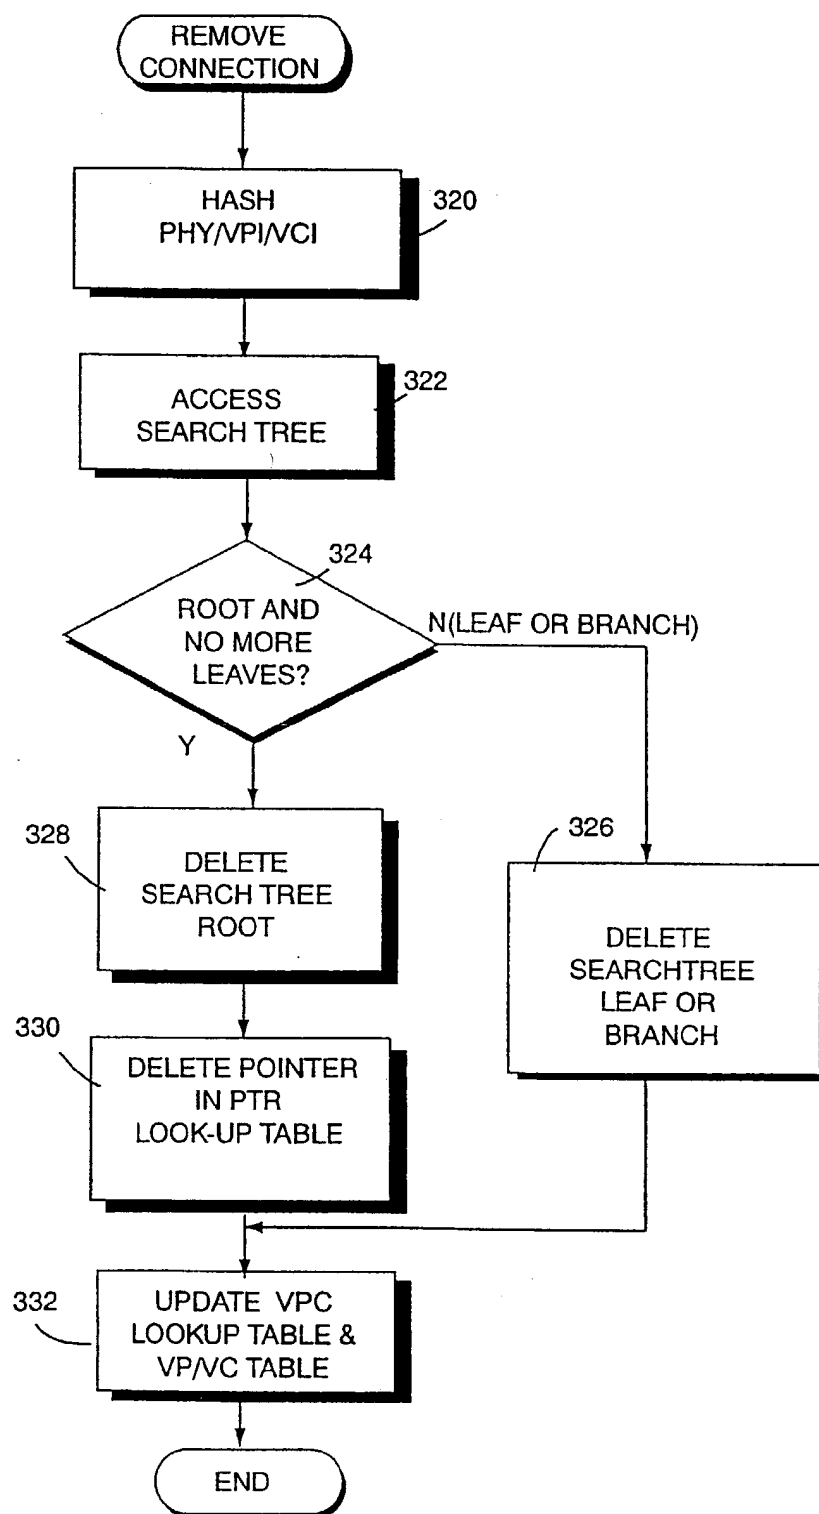 REMOVE
CONNECTION
HASH
PHY/VPI/VCI
320
ACCESS
SEARCH TREE
322
324
ROOT AND
NO MORE
LEAVES?
N(LEAF OR BRANCH)
Y
328
DELETE
SEARCH TREE
ROOT
326
DELETE
SEARCHTREE
LEAF OR
BRANCH
330
DELETE POINTER
IN PTR
LOOK-UP TABLE
332
UPDATE VPC
LOOKUP TABLE &
VP/VC TABLE
END